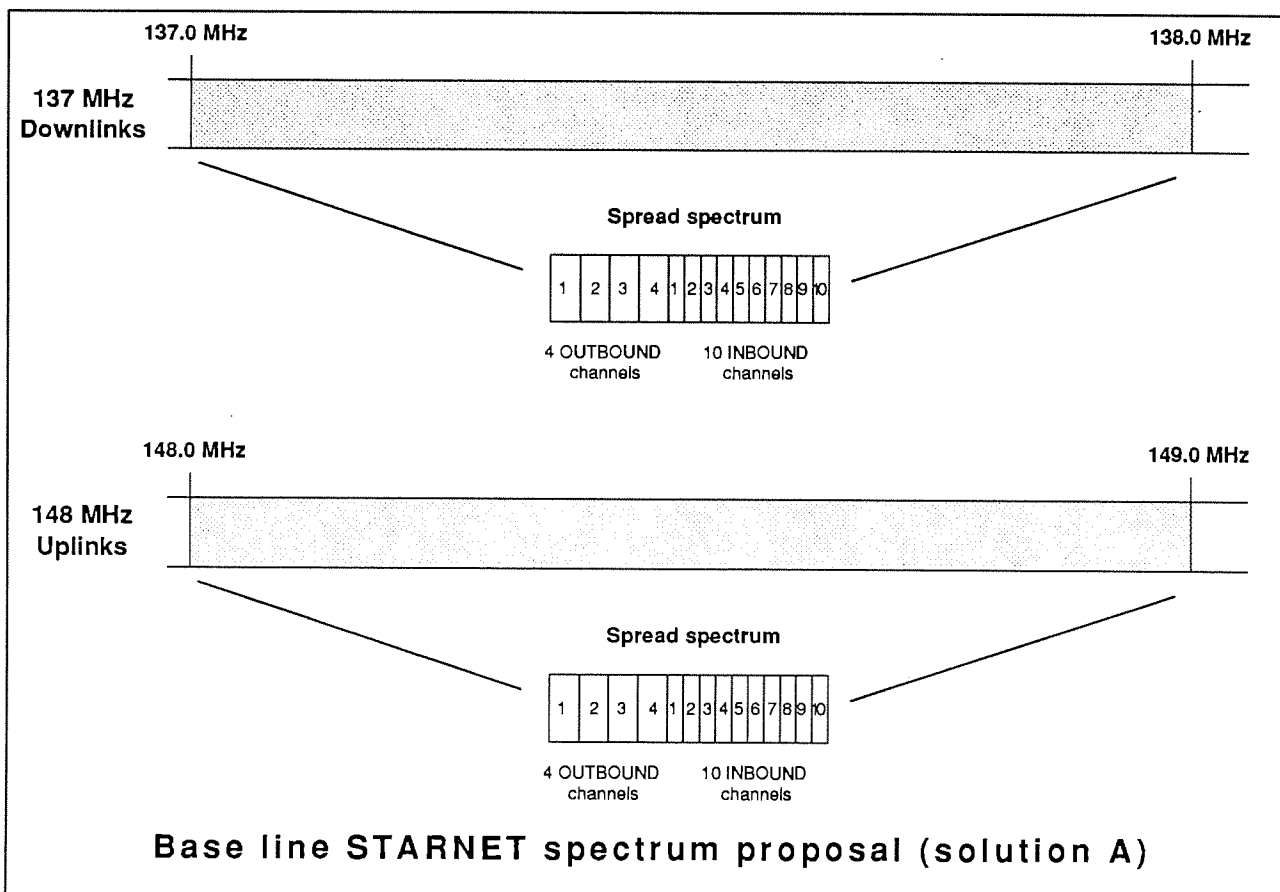 137.0 MHz 138.0 MHz
137 MHz
Downlinks
Spread spectrum
1 2 3 4 1 2 3 4 5 6 7 8 9 10
4 OUTBOUND 10 INBOUND
channels channels
148.0 MHz 149.0 MHz
148 MHz
Uplinks
Spread spectrum
1 2 3 4 1 2 3 4 5 6 7 8 9 10
4 OUTBOUND 10 INBOUND
channels channels
Base line STARNET spectrum proposal (solution A)